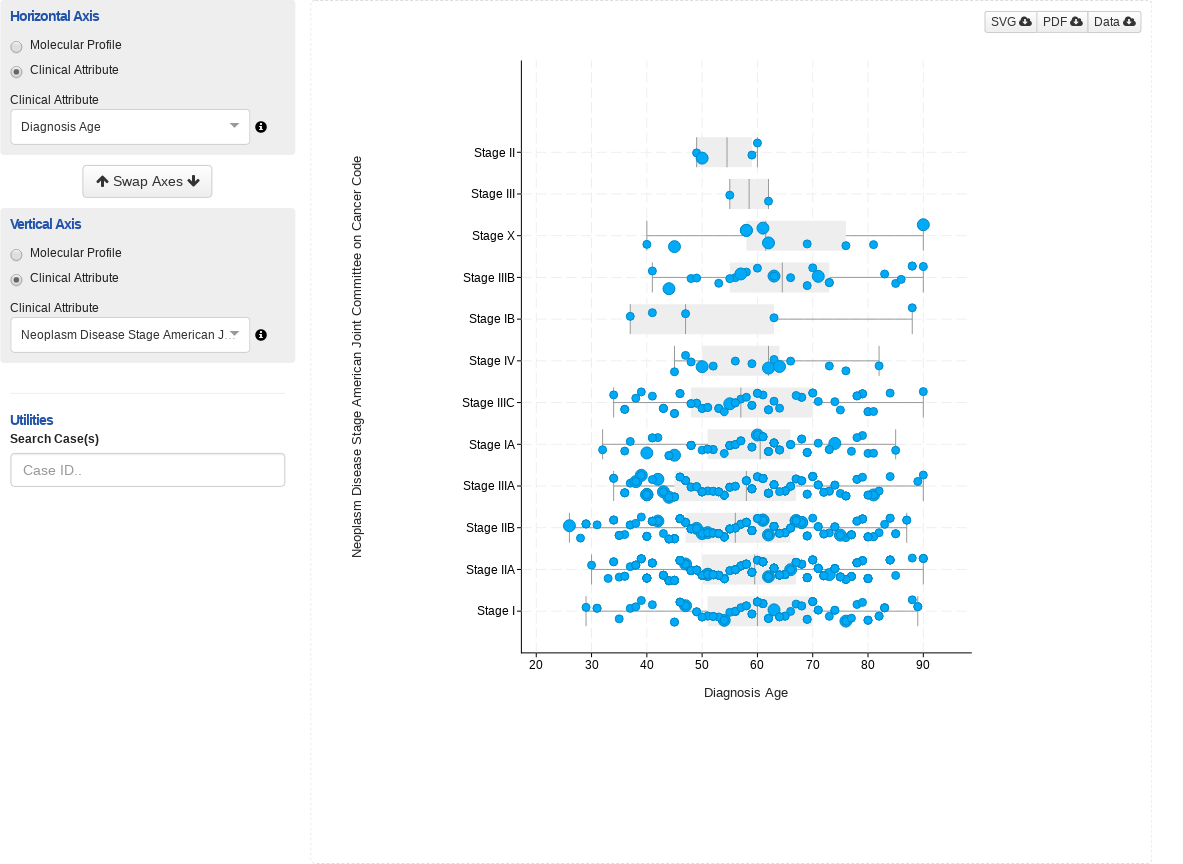 Horizontal Axis
Molecular Profile
Clinical Attribute
Clinical Attribute
Diagnosis Age
Swap Axes
Vertical Axis
Molecular Profile
Clinical Attribute
Clinical Attribute
Neoplasm Disease Stage American J...
Utilities
Search Case(s)
Case ID..
SVG PDF Data
Neoplasm Disease Stage American Joint Committee on Cancer Code
Stage II
Stage III
Stage X
Stage IIIB
Stage IB
Stage IV
Stage IIIC
Stage IA
Stage IIIA
Stage IIB
Stage IIA
Stage I
20 30 40 50 60 70 80 90
Diagnosis Age